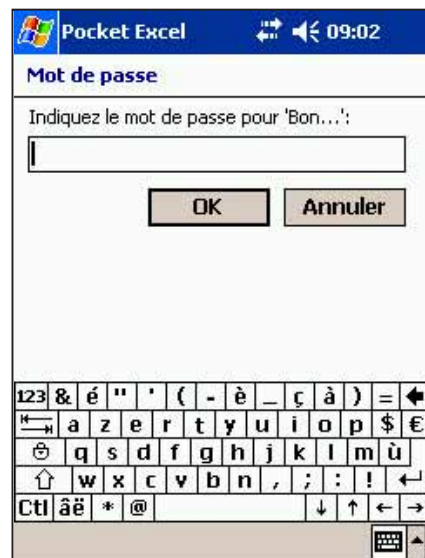 Pocket Excel 09:02
Mot de passe
Indiquez le mot de passe pour 'Bon...':
OK Annuler
123 & é " ' ( - è _ ç à ) =
a z e r t y u i o p $ €
q s d f g h j k l m ù
w x c v b n , ; : !
Ctl âë * @ ↓ ↑ ← →